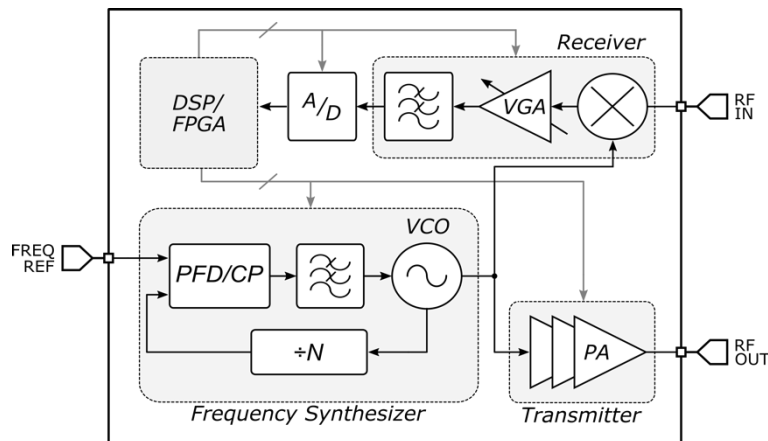 Receiver
DSP/
FPGA
A/D
VGA
RF
IN
VCO
FREQ
REF
PFD/CP
÷N
PA
RF
OUT
Frequency Synthesizer
Transmitter